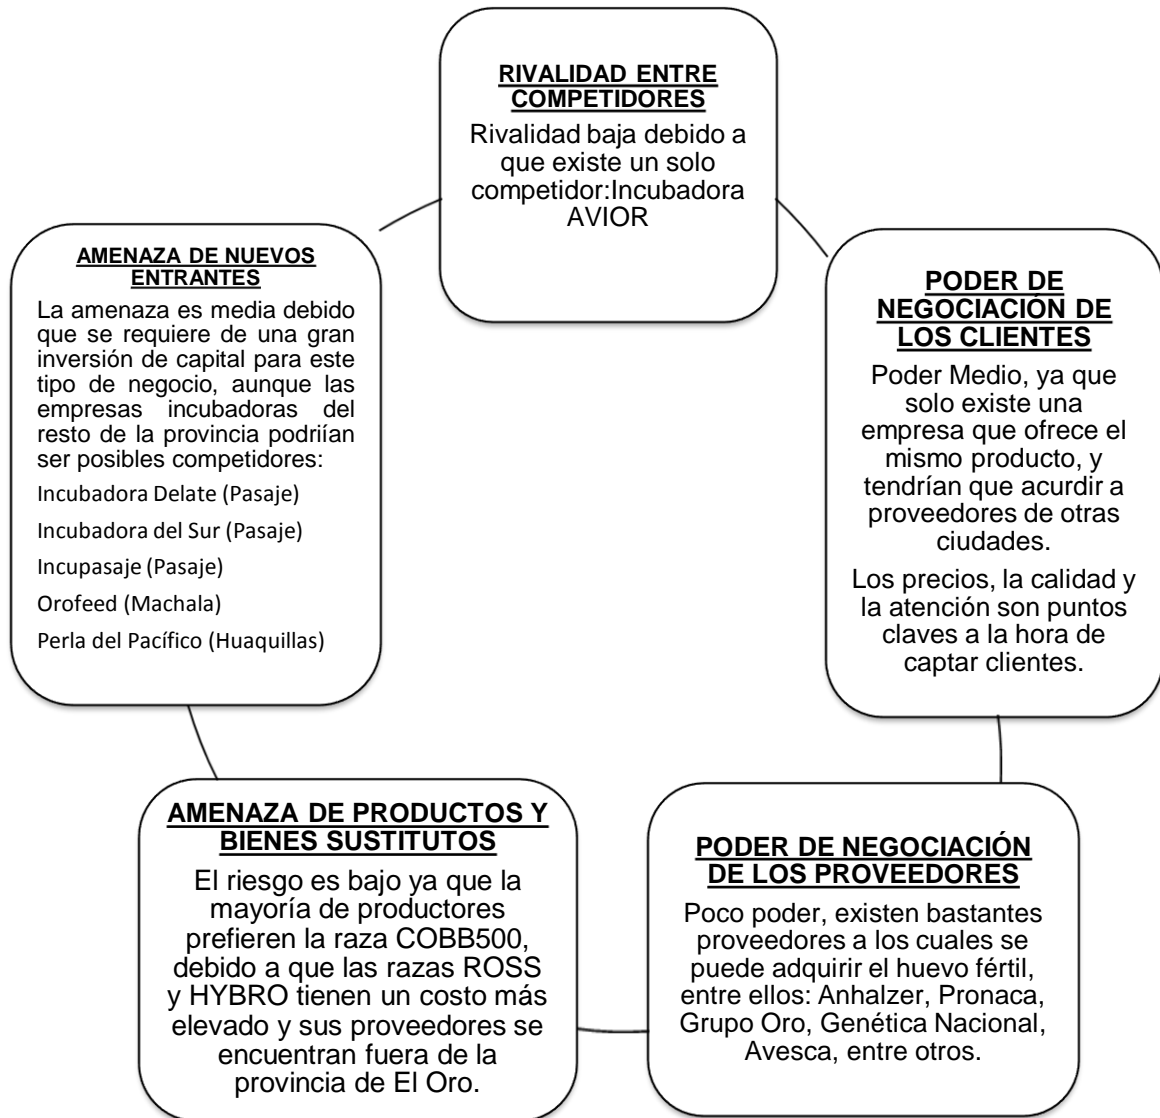 RIVALIDAD ENTRE
COMPETIDORES
Rivalidad baja debido a
que existe un solo
competidor:Incubadora
AVIOR
AMENAZA DE NUEVOS
ENTRANTES
La amenaza es media debido
que se requiere de una gran
inversión de capital para este
tipo de negocio, aunque las
empresas incubadoras del
resto de la provincia podriían
ser posibles competidores:
Incubadora Delate (Pasaje)
Incubadora del Sur (Pasaje)
Incupasaje (Pasaje)
Orofeed (Machala)
Perla del Pacífico (Huaquillas)
PODER DE
NEGOCIACIÓN DE
LOS CLIENTES
Poder Medio, ya que
solo existe una
empresa que ofrece el
mismo producto, y
tendrían que acurdir a
proveedores de otras
ciudades.
Los precios, la calidad y
la atención son puntos
claves a la hora de
captar clientes.
AMENAZA DE PRODUCTOS Y
BIENES SUSTITUTOS
El riesgo es bajo ya que la
mayoría de productores
prefieren la raza COBB500,
debido a que las razas ROSS
y HYBRO tienen un costo más
elevado y sus proveedores se
encuentran fuera de la
provincia de El Oro.
PODER DE NEGOCIACIÓN
DE LOS PROVEEDORES
Poco poder, existen bastantes
proveedores a los cuales se
puede adquirir el huevo fértil,
entre ellos: Anhalzer, Pronaca,
Grupo Oro, Genética Nacional,
Avesca, entre otros.